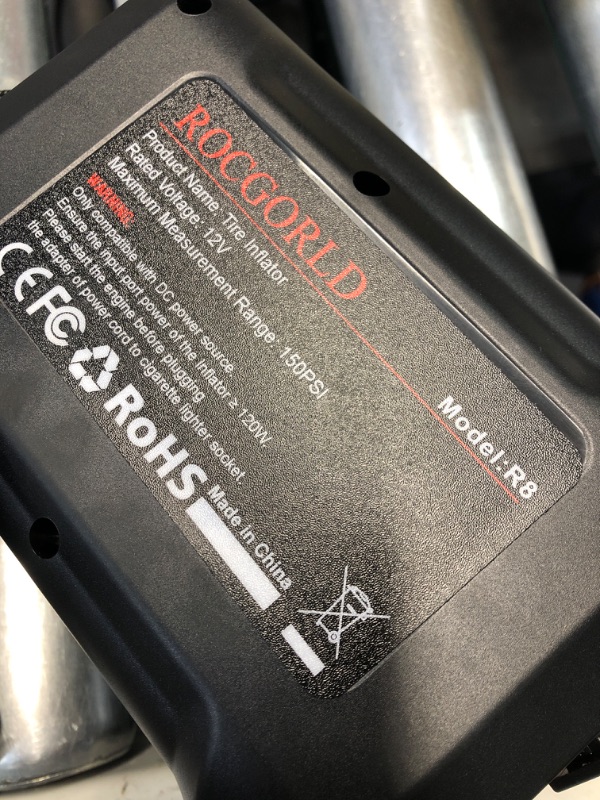 ROCGORLD
Model:R8
Product Name: Tire Inflator
Rated Voltage: 12V
Maximum Measurement Range: 150PSI
WARNING:
Only compatible with DC power source.
Ensure the input port power of the Inflator ≥ 120W.
Please start the engine before plugging
the adapter of power cord to cigarette lighter socket.
CE FC RoHS
Made in China